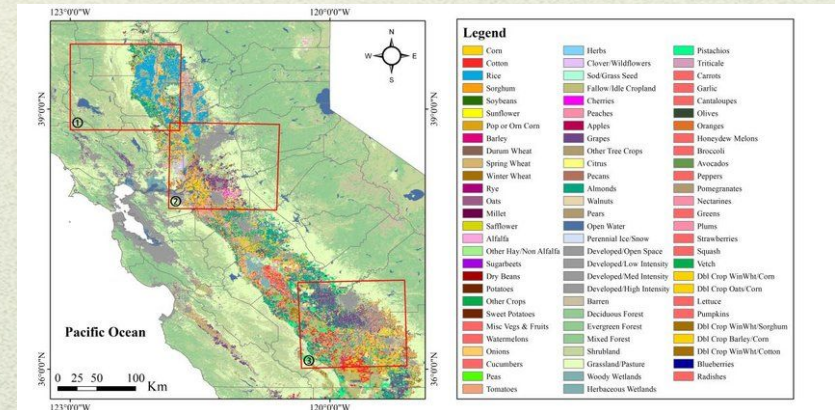 123°0'0"W
120°0'0"W
N
W
E
S
39°0'0"N
39°0'0"N
①
②
③
Pacific Ocean
36°0'0"N
36°0'0"N
0 25 50 100
Km
123°0'0"W
120°0'0"W
Legend
Corn
Cotton
Rice
Sorghum
Soybeans
Sunflower
Pop or Orn Corn
Barley
Durum Wheat
Spring Wheat
Winter Wheat
Rye
Oats
Millet
Safflower
Alfalfa
Other Hay/Non Alfalfa
Sugarbeets
Dry Beans
Potatoes
Other Crops
Sweet Potatoes
Misc Vegs & Fruits
Watermelons
Onions
Cucumbers
Peas
Tomatoes
Herbs
Clover/Wildflowers
Sod/Grass Seed
Fallow/Idle Cropland
Cherries
Peaches
Apples
Grapes
Other Tree Crops
Citrus
Pecans
Almonds
Walnuts
Pears
Open Water
Perennial Ice/Snow
Developed/Open Space
Developed/Low Intensity
Developed/Med Intensity
Developed/High Intensity
Barren
Deciduous Forest
Evergreen Forest
Mixed Forest
Shrubland
Grassland/Pasture
Woody Wetlands
Herbaceous Wetlands
Pistachios
Triticale
Carrots
Garlic
Cantaloupes
Olives
Oranges
Honeydew Melons
Broccoli
Avocados
Peppers
Pomegranates
Nectarines
Greens
Plums
Strawberries
Squash
Vetch
Dbl Crop WinWht/Corn
Dbl Crop Oats/Corn
Lettuce
Pumpkins
Dbl Crop WinWht/Sorghum
Dbl Crop Barley/Corn
Dbl Crop WinWht/Cotton
Blueberries
Radishes